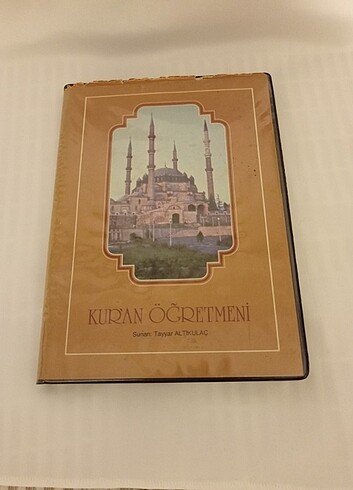 KUR'AN ÖĞRETMENİ
Sunan: Tayyar ALTIKULAÇ